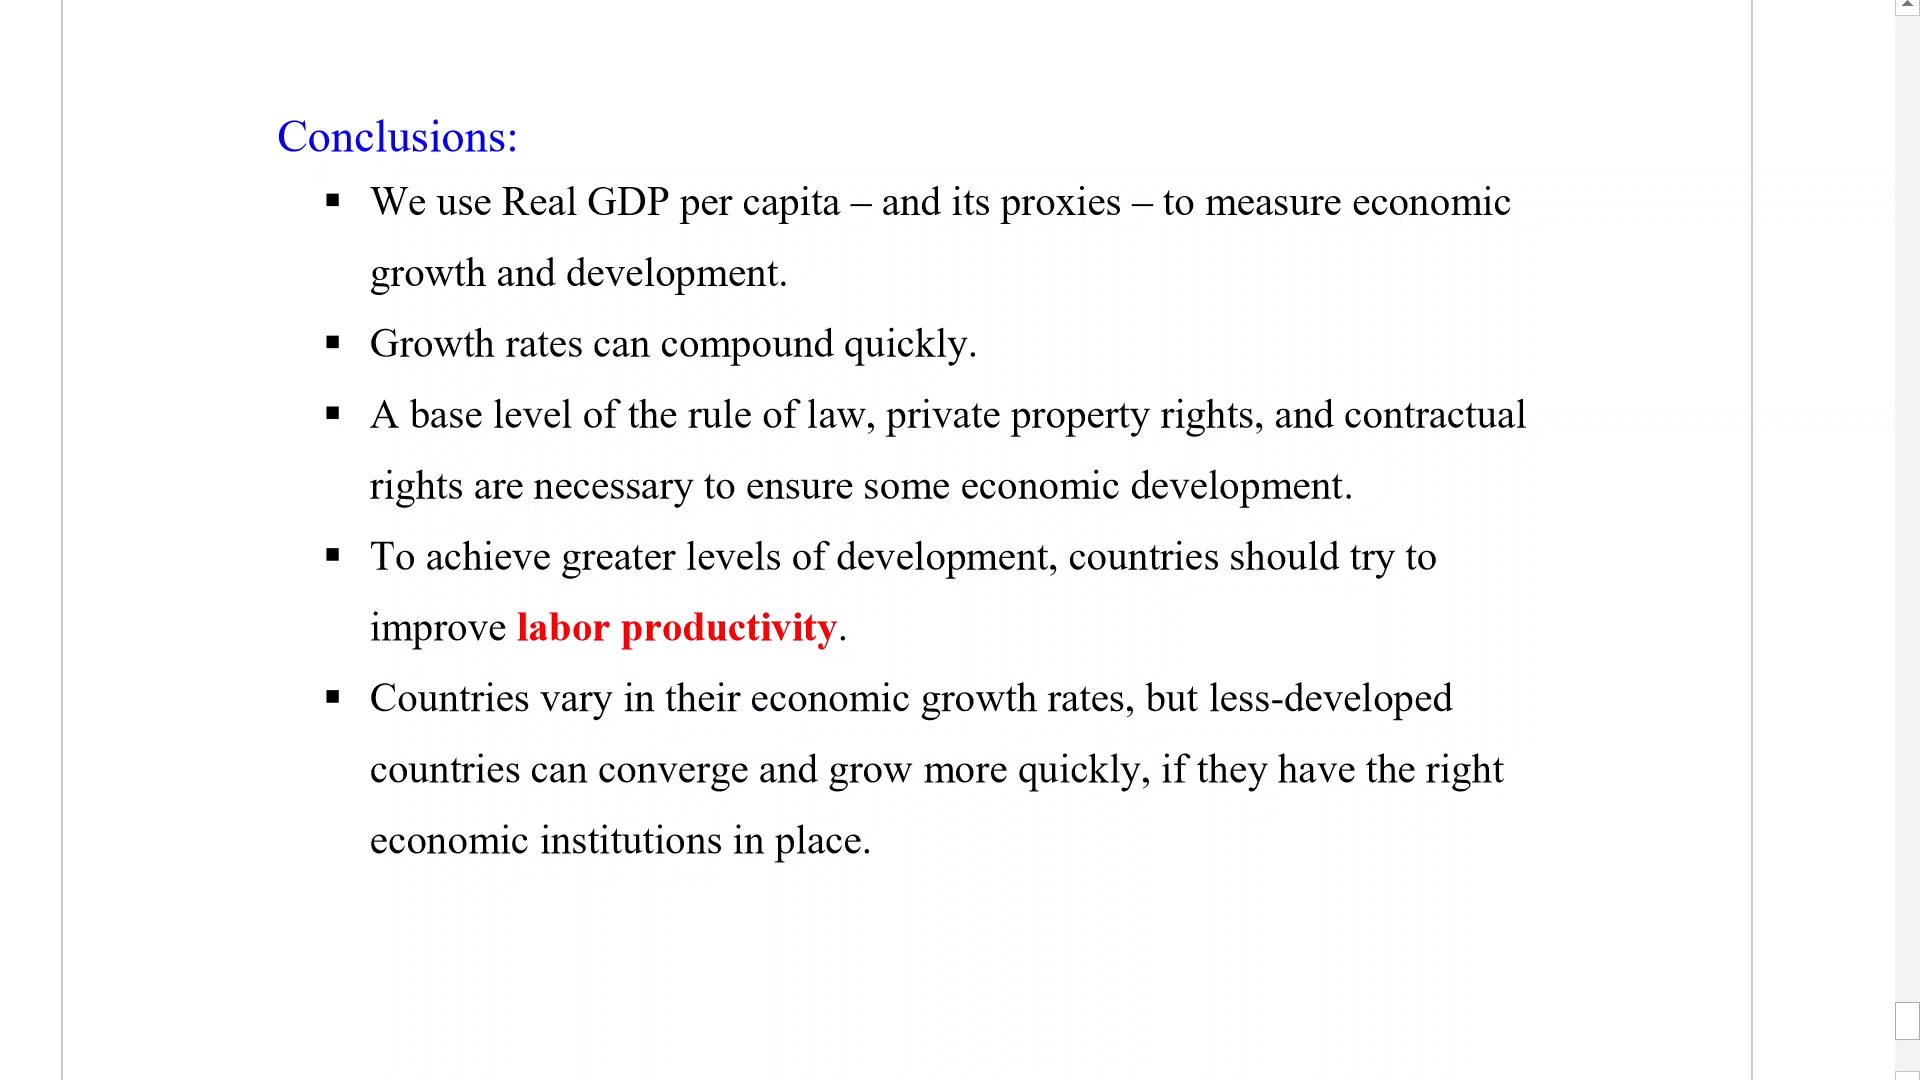 Conclusions:
▪ We use Real GDP per capita – and its proxies – to measure economic
growth and development.
▪ Growth rates can compound quickly.
▪ A base level of the rule of law, private property rights, and contractual
rights are necessary to ensure some economic development.
▪ To achieve greater levels of development, countries should try to
improve labor productivity.
▪ Countries vary in their economic growth rates, but less-developed
countries can converge and grow more quickly, if they have the right
economic institutions in place.